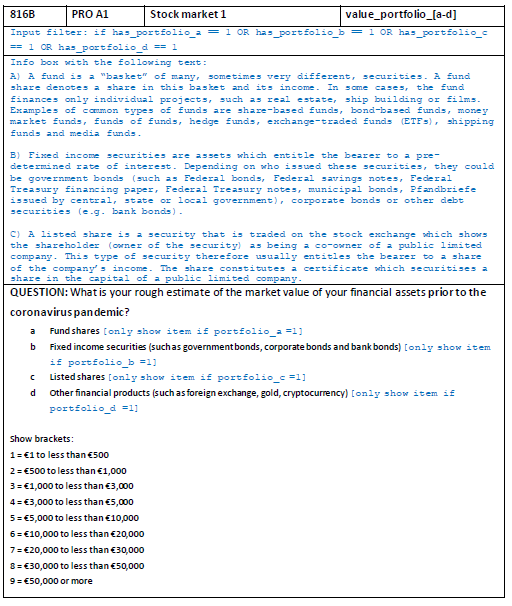 816B PRO A1 Stock market 1 value_portfolio_[a-d]
Input filter: if has_portfolio_a == 1 OR has_portfolio_b == 1 OR has_portfolio_c
== 1 OR has_portfolio_d == 1
Info box with the following text:
A) A fund is a "basket" of many, sometimes very different, securities. A fund
share denotes a share in this basket and its income. In some cases, the fund
finances only individual projects, such as real estate, ship building or films.
Examples of common types of funds are share-based funds, bond-based funds, money
market funds, funds of funds, hedge funds, exchange-traded funds (ETFs), shipping
funds and media funds.
B) Fixed income securities are assets which entitle the bearer to a pre-
determined rate of interest. Depending on who issued these securities, they could
be government bonds (such as Federal bonds, Federal savings notes, Federal
Treasury financing paper, Federal Treasury notes, municipal bonds, Pfandbriefe
issued by central, state or local government), corporate bonds or other debt
securities (e.g. bank bonds).
C) A listed share is a security that is traded on the stock exchange which shows
the shareholder (owner of the security) as being a co-owner of a public limited
company. This type of security therefore usually entitles the bearer to a share
of the company's income. The share constitutes a certificate which securitises a
share in the capital of a public limited company.
QUESTION: What is your rough estimate of the market value of your financial assets prior to the
coronavirus pandemic?
a Fund shares [only show item if portfolio_a =1]
b Fixed income securities (such as government bonds, corporate bonds and bank bonds) [only show item
if portfolio_b =1]
c Listed shares [only show item if portfolio_c =1]
d Other financial products (such as foreign exchange, gold, cryptocurrency) [only show item if
portfolio_d =1]
Show brackets:
1 = €1 to less than €500
2 = €500 to less than €1,000
3 = €1,000 to less than €3,000
4 = €3,000 to less than €5,000
5 = €5,000 to less than €10,000
6 = €10,000 to less than €20,000
7 = €20,000 to less than €30,000
8 = €30,000 to less than €50,000
9 = €50,000 or more